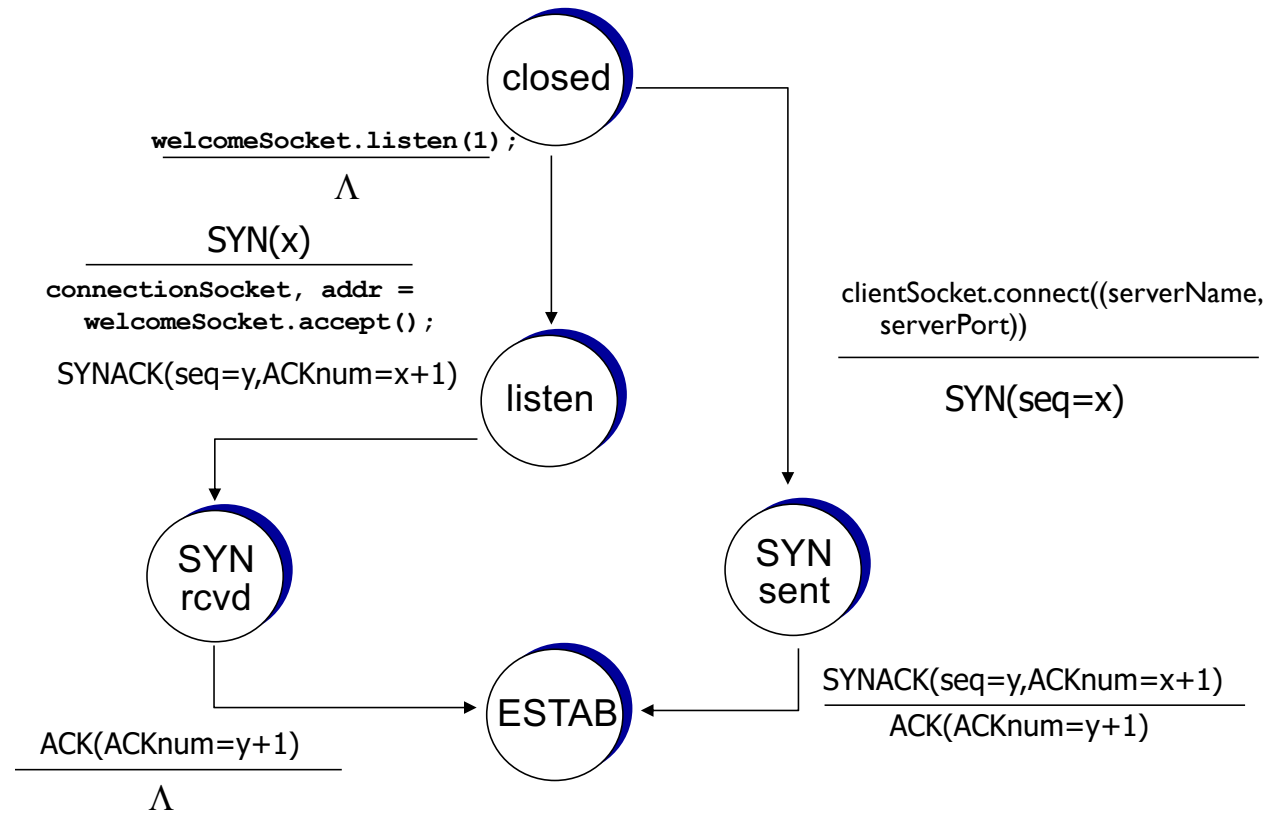 closed
welcomeSocket.listen(1);
Λ
SYN(x)
connectionSocket, addr =
welcomeSocket.accept();
SYNACK(seq=y,ACKnum=x+1)
listen
clientSocket.connect((serverName,
serverPort))
SYN(seq=x)
SYN
rcvd
SYN
sent
ESTAB
SYNACK(seq=y,ACKnum=x+1)
ACK(ACKnum=y+1)
ACK(ACKnum=y+1)
Λ